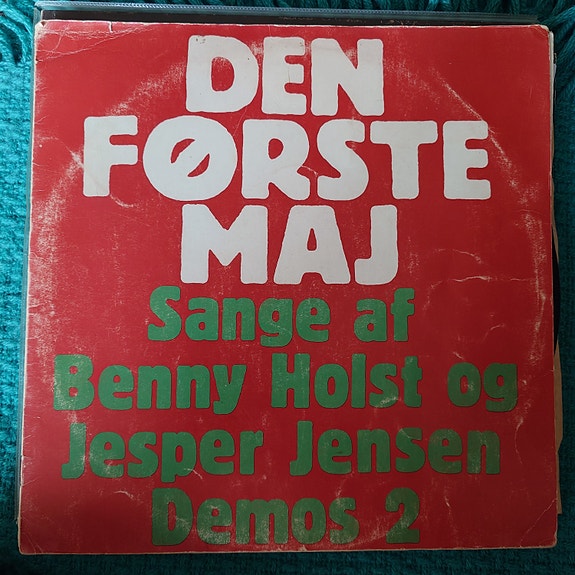 DEN
FØRSTE
MAJ
Sange af
Benny Holst og
Jesper Jensen
Demos 2